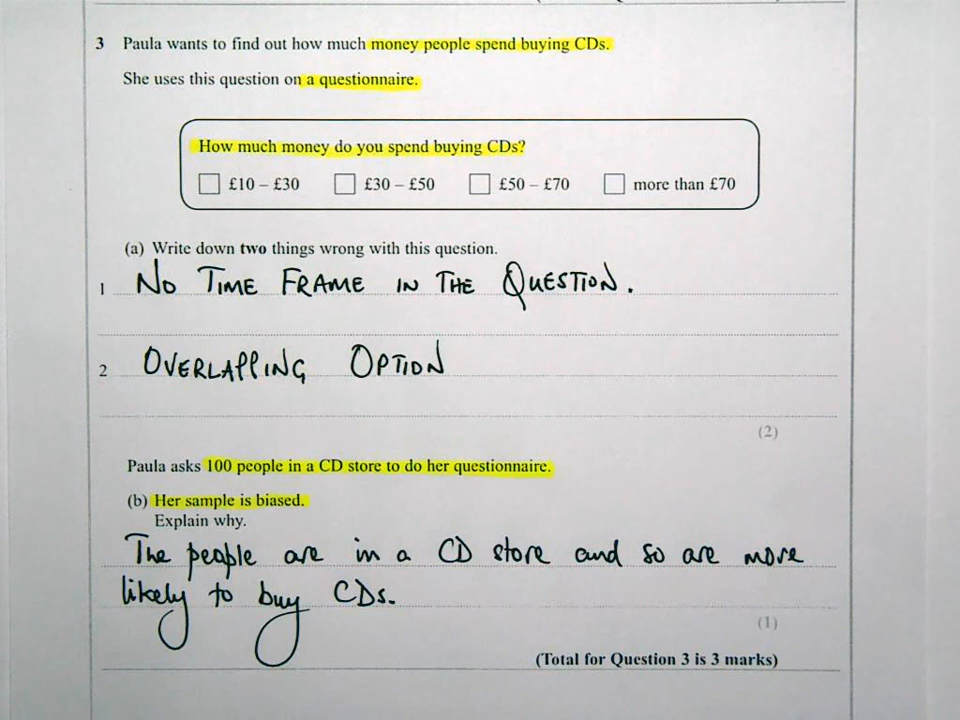 3 Paula wants to find out how much money people spend buying CDs.
She uses this question on a questionnaire.
How much money do you spend buying CDs?
£10 – £30 £30 – £50 £50 – £70 more than £70
(a) Write down two things wrong with this question.
1 NO TIME FRAME IN THE QUESTION.
2 OVERLAPPING OPTION
(2)
Paula asks 100 people in a CD store to do her questionnaire.
(b) Her sample is biased.
Explain why.
The people are in a CD store and so are more
likely to buy CDs.
(1)
(Total for Question 3 is 3 marks)